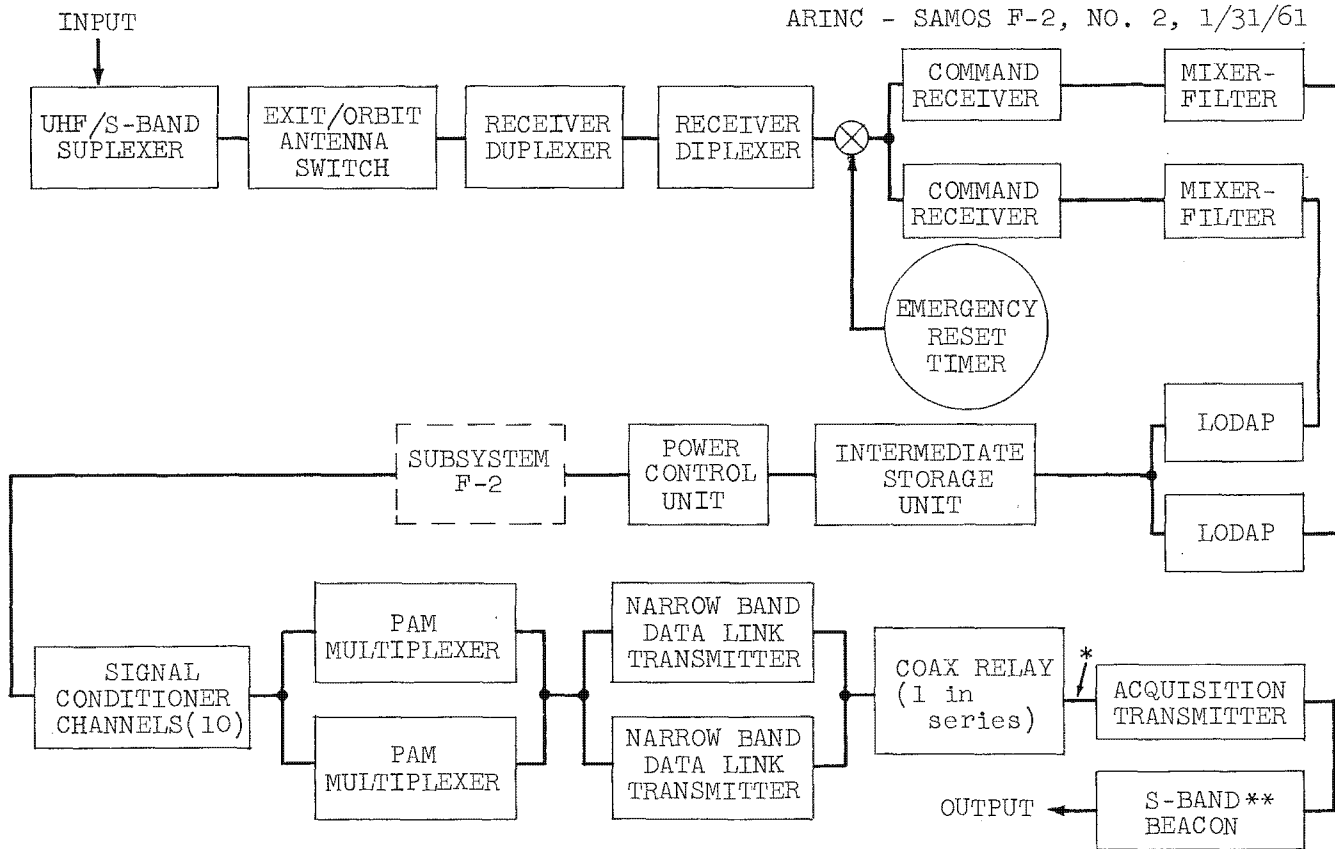 ARINC - SAMOS F-2, NO. 2, 1/31/61
INPUT
UHF/S-BAND
SUPLEXER
EXIT/ORBIT
ANTENNA
SWITCH
RECEIVER
DUPLEXER
RECEIVER
DIPLEXER
COMMAND
RECEIVER
MIXER-
FILTER
COMMAND
RECEIVER
MIXER-
FILTER
EMERGENCY
RESET
TIMER
SUBSYSTEM
F-2
POWER
CONTROL
UNIT
INTERMEDIATE
STORAGE
UNIT
LODAP
LODAP
SIGNAL
CONDITIONER
CHANNELS(10)
PAM
MULTIPLEXER
PAM
MULTIPLEXER
NARROW BAND
DATA LINK
TRANSMITTER
NARROW BAND
DATA LINK
TRANSMITTER
COAX RELAY
(1 in
series)
*
ACQUISITION
TRANSMITTER
S-BAND **
BEACON
OUTPUT